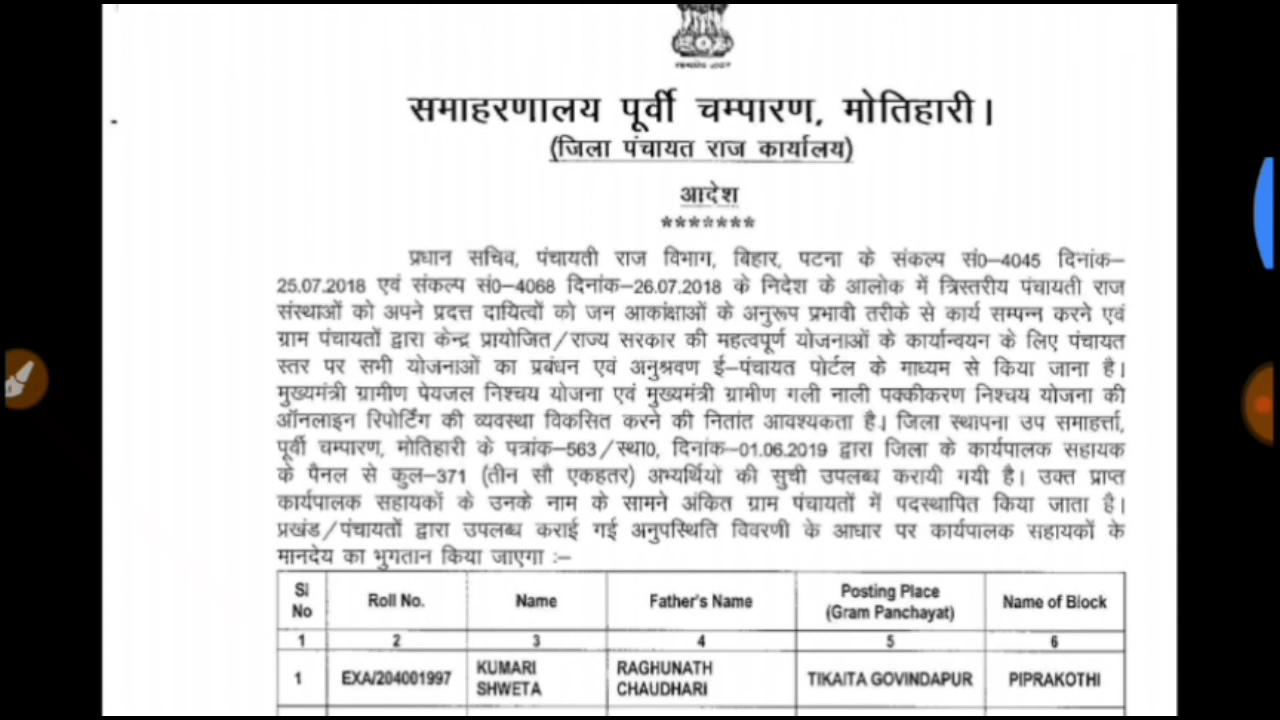 समाहरणालय पूर्वी चम्पारण, मोतिहारी।
(जिला पंचायत राज कार्यालय)
आदेश
*******
प्रधान सचिव, पंचायती राज विभाग, बिहार, पटना के संकल्प सं0-4045 दिनांक-
25.07.2018 एवं संकल्प सं0-4068 दिनांक-26.07.2018 के निदेश के आलोक में त्रिस्तरीय पंचायती राज
संस्थाओं को अपने प्रदत्त दायित्वों को जन आकांक्षाओं के अनुरूप प्रभावी तरीके से कार्य सम्पन्न करने एवं
ग्राम पंचायतों द्वारा केन्द्र प्रायोजित/राज्य सरकार की महत्वपूर्ण योजनाओं के कार्यान्वयन के लिए पंचायत
स्तर पर सभी योजनाओं का प्रबंधन एवं अनुश्रवण ई-पंचायत पोर्टल के माध्यम से किया जाना है।
मुख्यमंत्री ग्रामीण पेयजल निश्चय योजना एवं मुख्यमंत्री ग्रामीण गली नाली पक्कीकरण निश्चय योजना की
ऑनलाइन रिपोर्टिंग की व्यवस्था विकसित करने की नितांत आवश्यकता है। जिला स्थापना उप समाहर्त्ता,
पूर्वी चम्पारण, मोतिहारी के पत्रांक-563/स्था0, दिनांक-01.06.2019 द्वारा जिला के कार्यपालक सहायक
के पैनल से कुल-371 (तीन सौ एकहतर) अभ्यर्थियों की सुची उपलब्ध करायी गयी है। उक्त प्राप्त
कार्यपालक सहायकों के उनके नाम के सामने अंकित ग्राम पंचायतों में पदस्थापित किया जाता है।
प्रखंड/पंचायतों द्वारा उपलब्ध कराई गई अनुपस्थिति विवरणी के आधार पर कार्यपालक सहायकों के
मानदेय का भुगतान किया जाएगा :-
Sl No Roll No. Name Father's Name Posting Place (Gram Panchayat) Name of Block
1 2 3 4 5 6
1 EXA/204001997 KUMARI SHWETA RAGHUNATH CHAUDHARI TIKAITA GOVINDAPUR PIPRAKOTHI